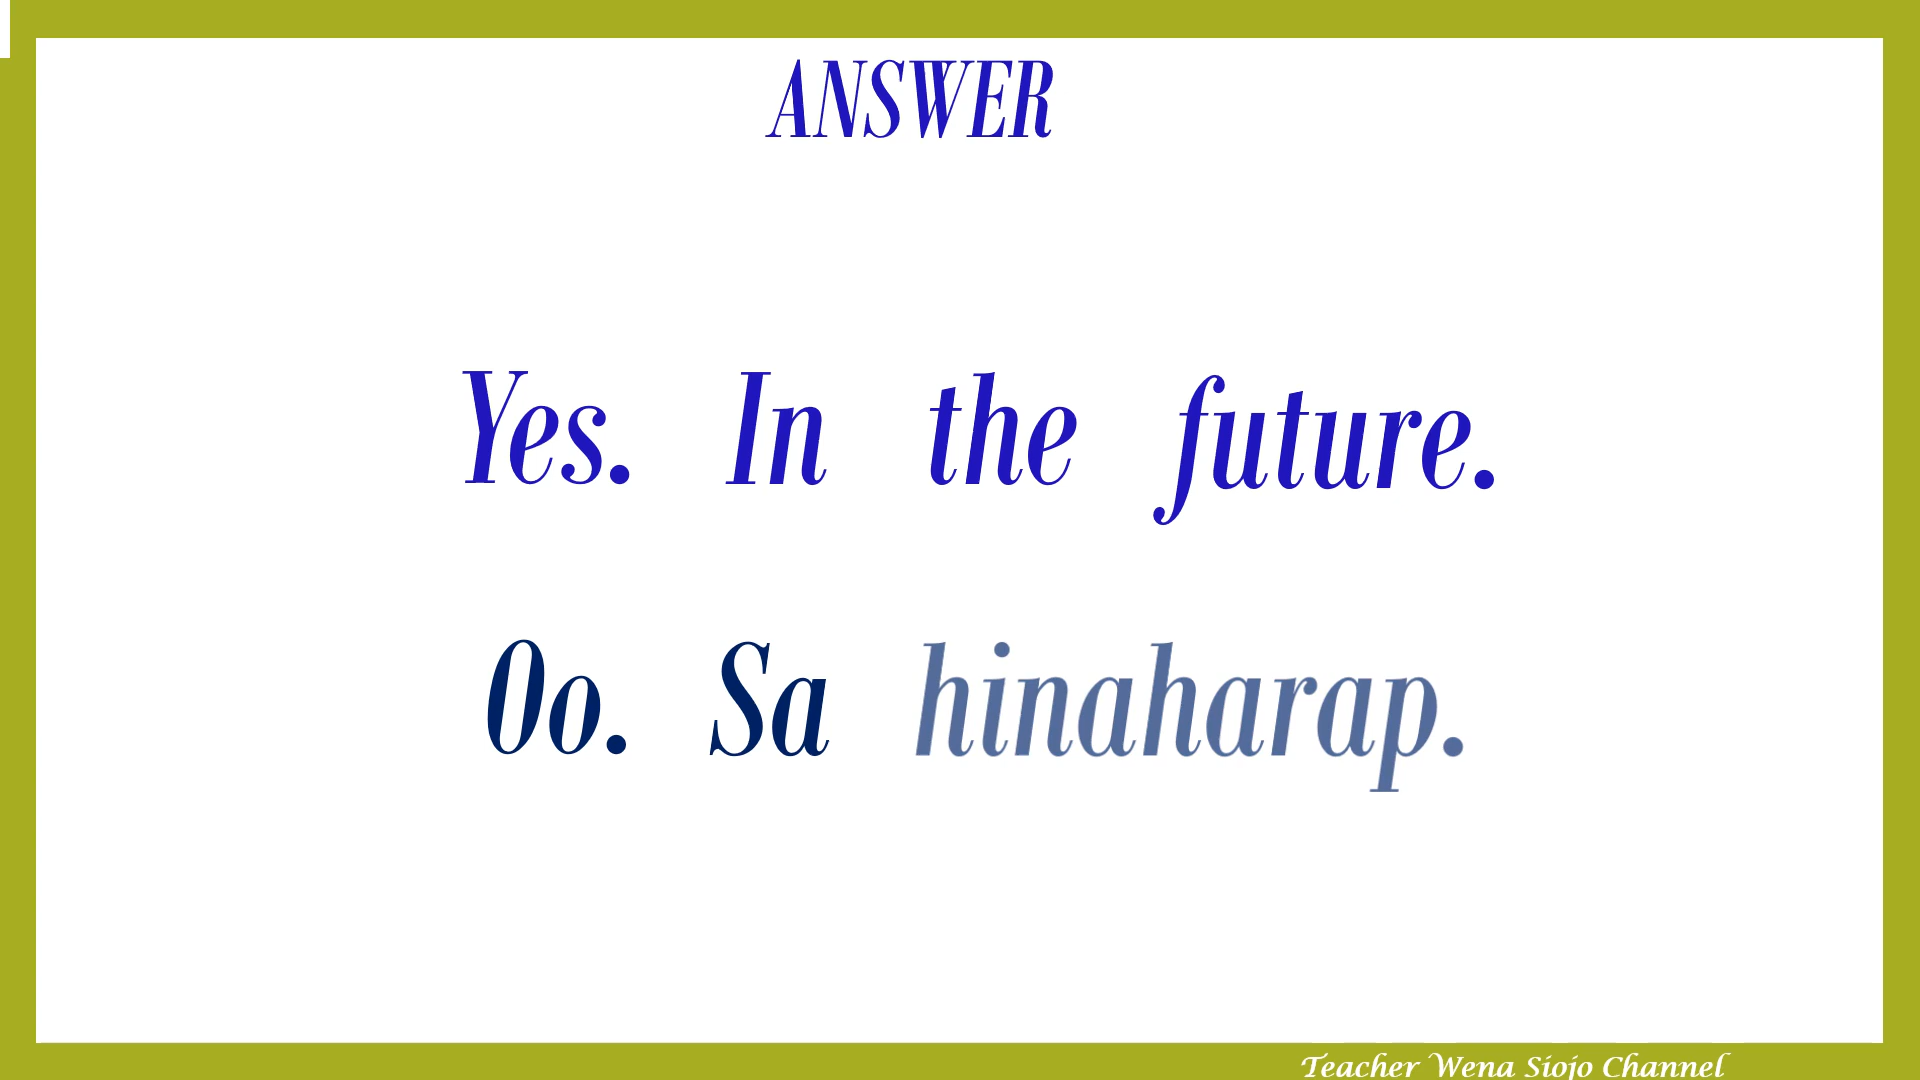 ANSWER
Yes. In the future.
Oo. Sa hinaharap.
Teacher Wena Siojo Channel